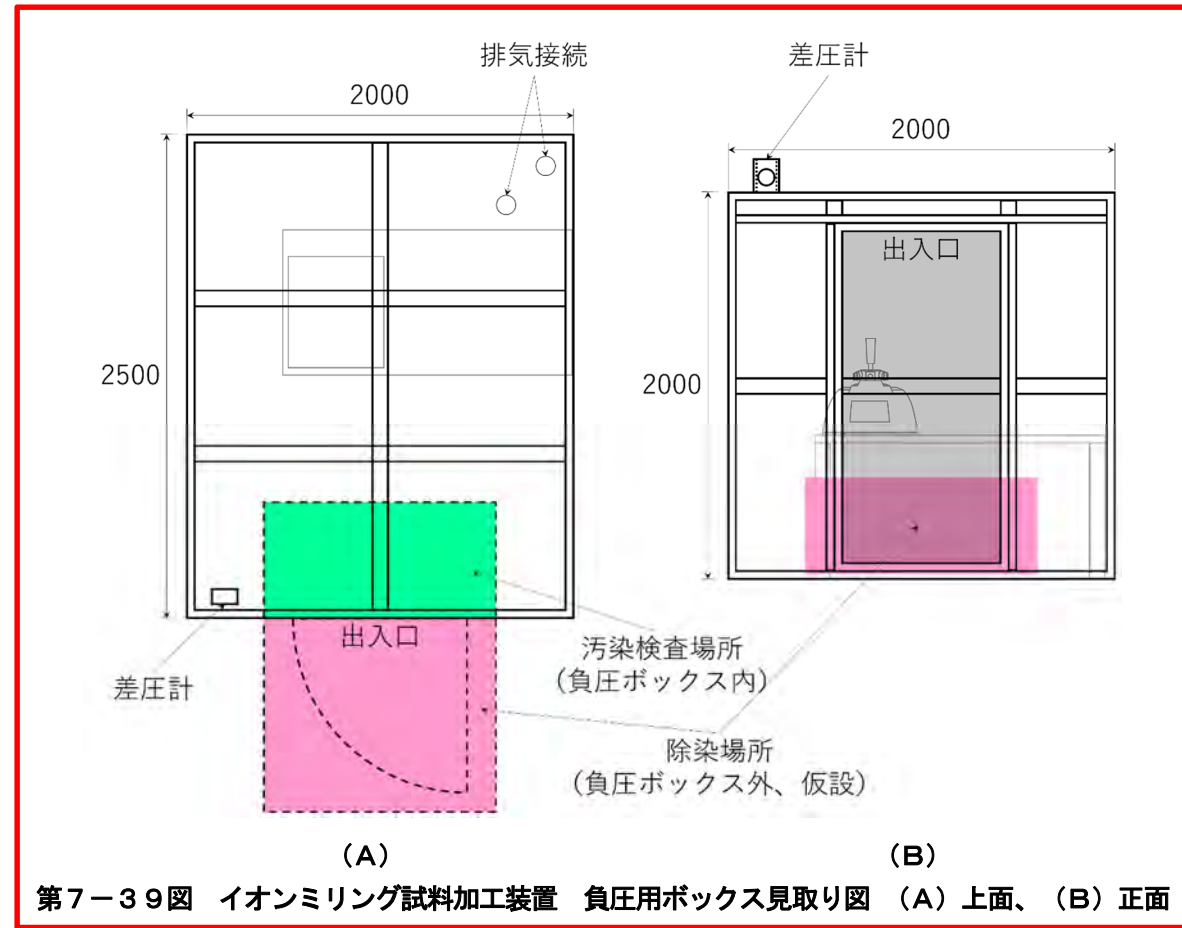 排気接続
2000
2500
差圧計
出入口
汚染検査場所
(負圧ボックス内)
除染場所
(負圧ボックス外、仮設)
差圧計
2000
2000
出入口
(A)
(B)
第7-39図 イオンミリング試料加工装置 負圧用ボックス見取り図 (A)上面、(B)正面